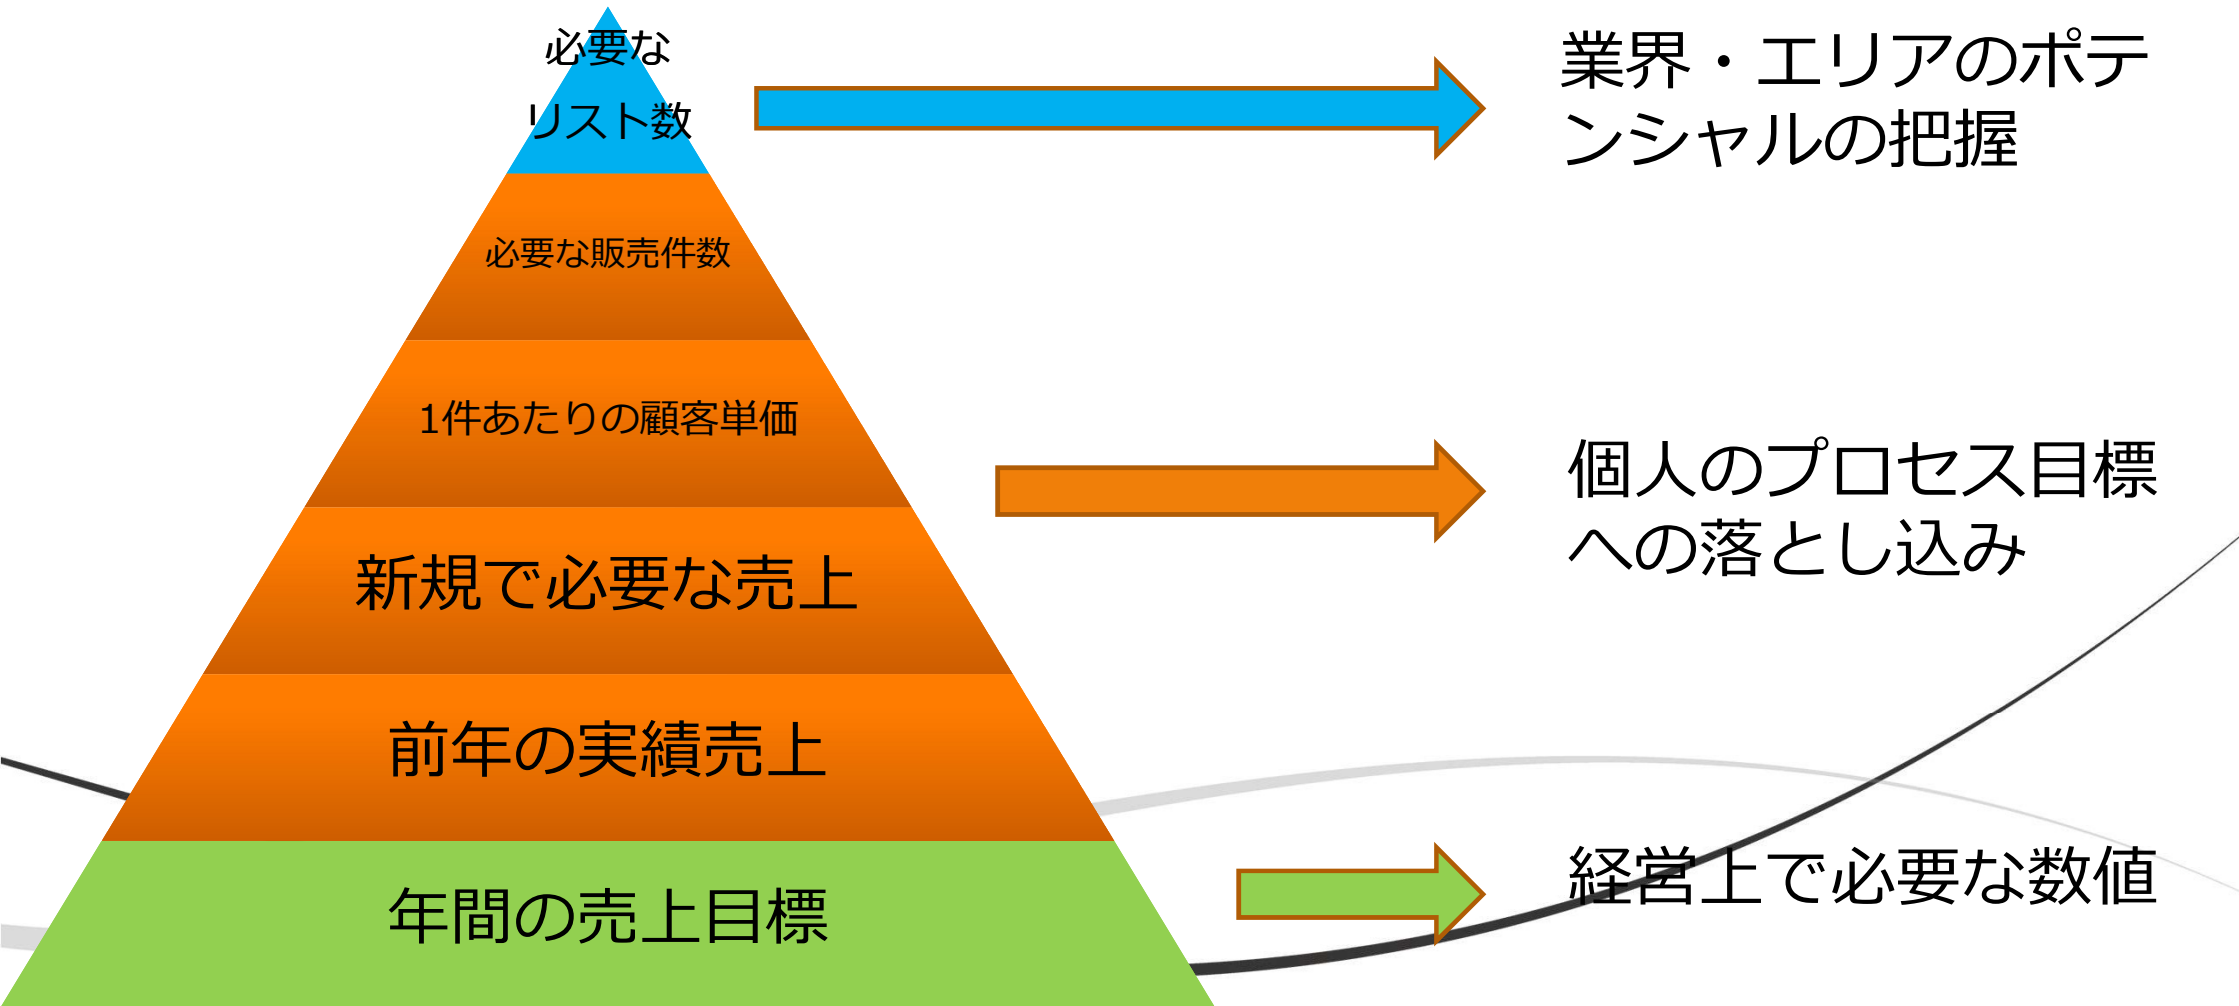 必要な
リスト数
業界・エリアのポテ
ンシャルの把握
必要な販売件数
1件あたりの顧客単価
個人のプロセス目標
への落とし込み
新規で必要な売上
前年の実績売上
年間の売上目標
経営上で必要な数値